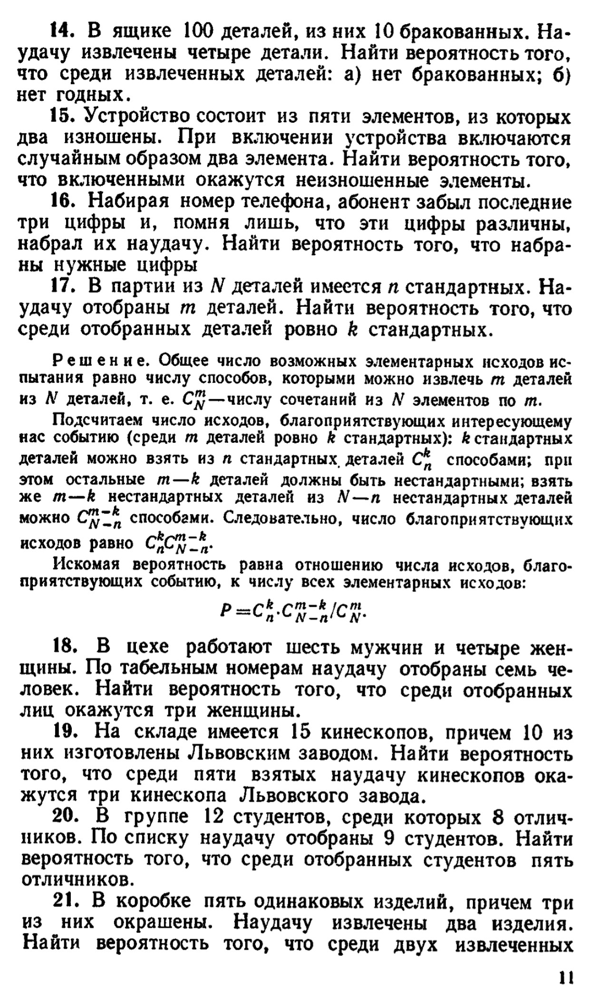 14. В ящике 100 деталей, из них 10 бракованных. На-
удачу извлечены четыре детали. Найти вероятность того,
что среди извлеченных деталей: а) нет бракованных; б)
нет годных.
15. Устройство состоит из пяти элементов, из которых
два изношены. При включении устройства включаются
случайным образом два элемента. Найти вероятность того,
что включенными окажутся неизношенные элементы.
16. Набирая номер телефона, абонент забыл последние
три цифры и, помня лишь, что эти цифры различны,
набрал их наудачу. Найти вероятность того, что набра-
ны нужные цифры
17. В партии из N деталей имеется n стандартных. На-
удачу отобраны m деталей. Найти вероятность того, что
среди отобранных деталей ровно k стандартных.
Решение. Общее число возможных элементарных исходов ис-
пытания равно числу способов, которыми можно извлечь m деталей
из N деталей, т. е. $C_N^m$—числу сочетаний из N элементов по m.
Подсчитаем число исходов, благоприятствующих интересующему
нас событию (среди m деталей ровно k стандартных): k стандартных
деталей можно взять из n стандартных деталей $C_n^k$ способами; при
этом остальные m—k деталей должны быть нестандартными; взять
же m—k нестандартных деталей из N—n нестандартных деталей
можно $C_{N-n}^{m-k}$ способами. Следовательно, число благоприятствующих
исходов равно $C_n^k C_{N-n}^{m-k}$.
Искомая вероятность равна отношению числа исходов, благо-
приятствующих событию, к числу всех элементарных исходов:
$P = C_n^k \cdot C_{N-n}^{m-k} / C_N^m$.
18. В цехе работают шесть мужчин и четыре жен-
щины. По табельным номерам наудачу отобраны семь че-
ловек. Найти вероятность того, что среди отобранных
лиц окажутся три женщины.
19. На складе имеется 15 кинескопов, причем 10 из
них изготовлены Львовским заводом. Найти вероятность
того, что среди пяти взятых наудачу кинескопов ока-
жутся три кинескопа Львовского завода.
20. В группе 12 студентов, среди которых 8 отлич-
ников. По списку наудачу отобраны 9 студентов. Найти
вероятность того, что среди отобранных студентов пять
отличников.
21. В коробке пять одинаковых изделий, причем три
из них окрашены. Наудачу извлечены два изделия.
Найти вероятность того, что среди двух извлеченных
11